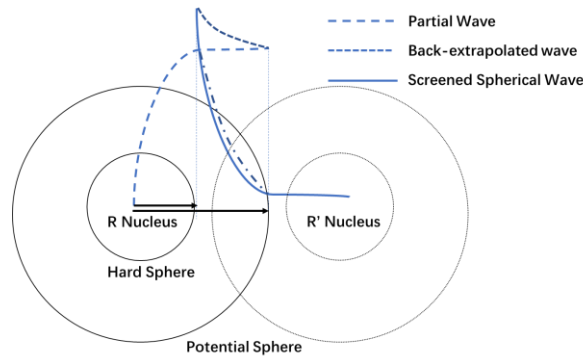 Partial Wave
Back-extrapolated wave
Screened Spherical Wave
R Nucleus
R' Nucleus
Hard Sphere
Potential Sphere